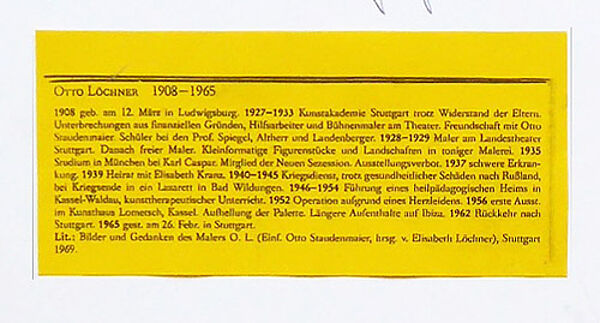 OTTO LÖCHNER 1908–1965
1908 geb. am 12. März in Ludwigsburg. 1927–1933 Kunstakademie Stuttgart trotz Widerstand der Eltern.
Unterbrechungen aus finanziellen Gründen, Hilfsarbeiter und Bühnenmaler am Theater. Freundschaft mit Otto
Staudenmaier. Schüler bei den Prof. Spiegel, Altherr und Landenberger. 1928–1929 Maler am Landestheater
Stuttgart. Danach freier Maler. Kleinformatige Figurenstücke und Landschaften in toniger Malerei. 1935
Studium in München bei Karl Caspar. Mitglied der Neuen Sezession. Ausstellungsverbot. 1937 schwere Erkran-
kung. 1939 Heirat mit Elisabeth Kranz. 1940–1945 Kriegsdienst, trotz gesundheitlicher Schäden nach Rußland,
bei Kriegsende in ein Lazarett in Bad Wildungen. 1946–1954 Führung eines heilpädagogischen Heims in
Kassel-Waldau, kunsttherapeutischer Unterricht. 1952 Operation aufgrund eines Herzleidens. 1956 erste Ausst.
im Kunsthaus Lometsch, Kassel. Aufhellung der Palette. Längere Aufenthalte auf Ibiza. 1962 Rückkehr nach
Stuttgart. 1965 gest. am 26. Febr. in Stuttgart.
Lit.: Bilder und Gedanken des Malers O. L. (Einf. Otto Staudenmaier, hrsg. v. Elisabeth Löchner), Stuttgart
1969.